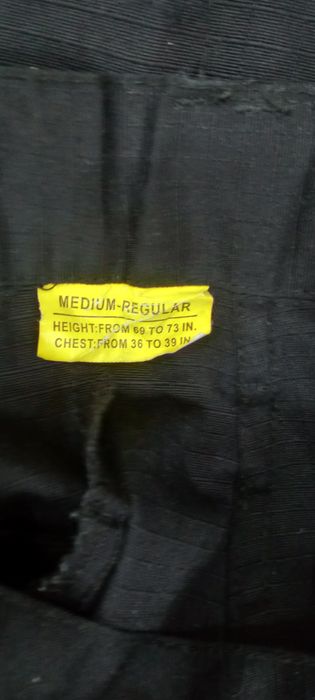 MEDIUM-REGULAR
HEIGHT:FROM 69 TO 73 IN.
CHEST:FROM 36 TO 39 IN